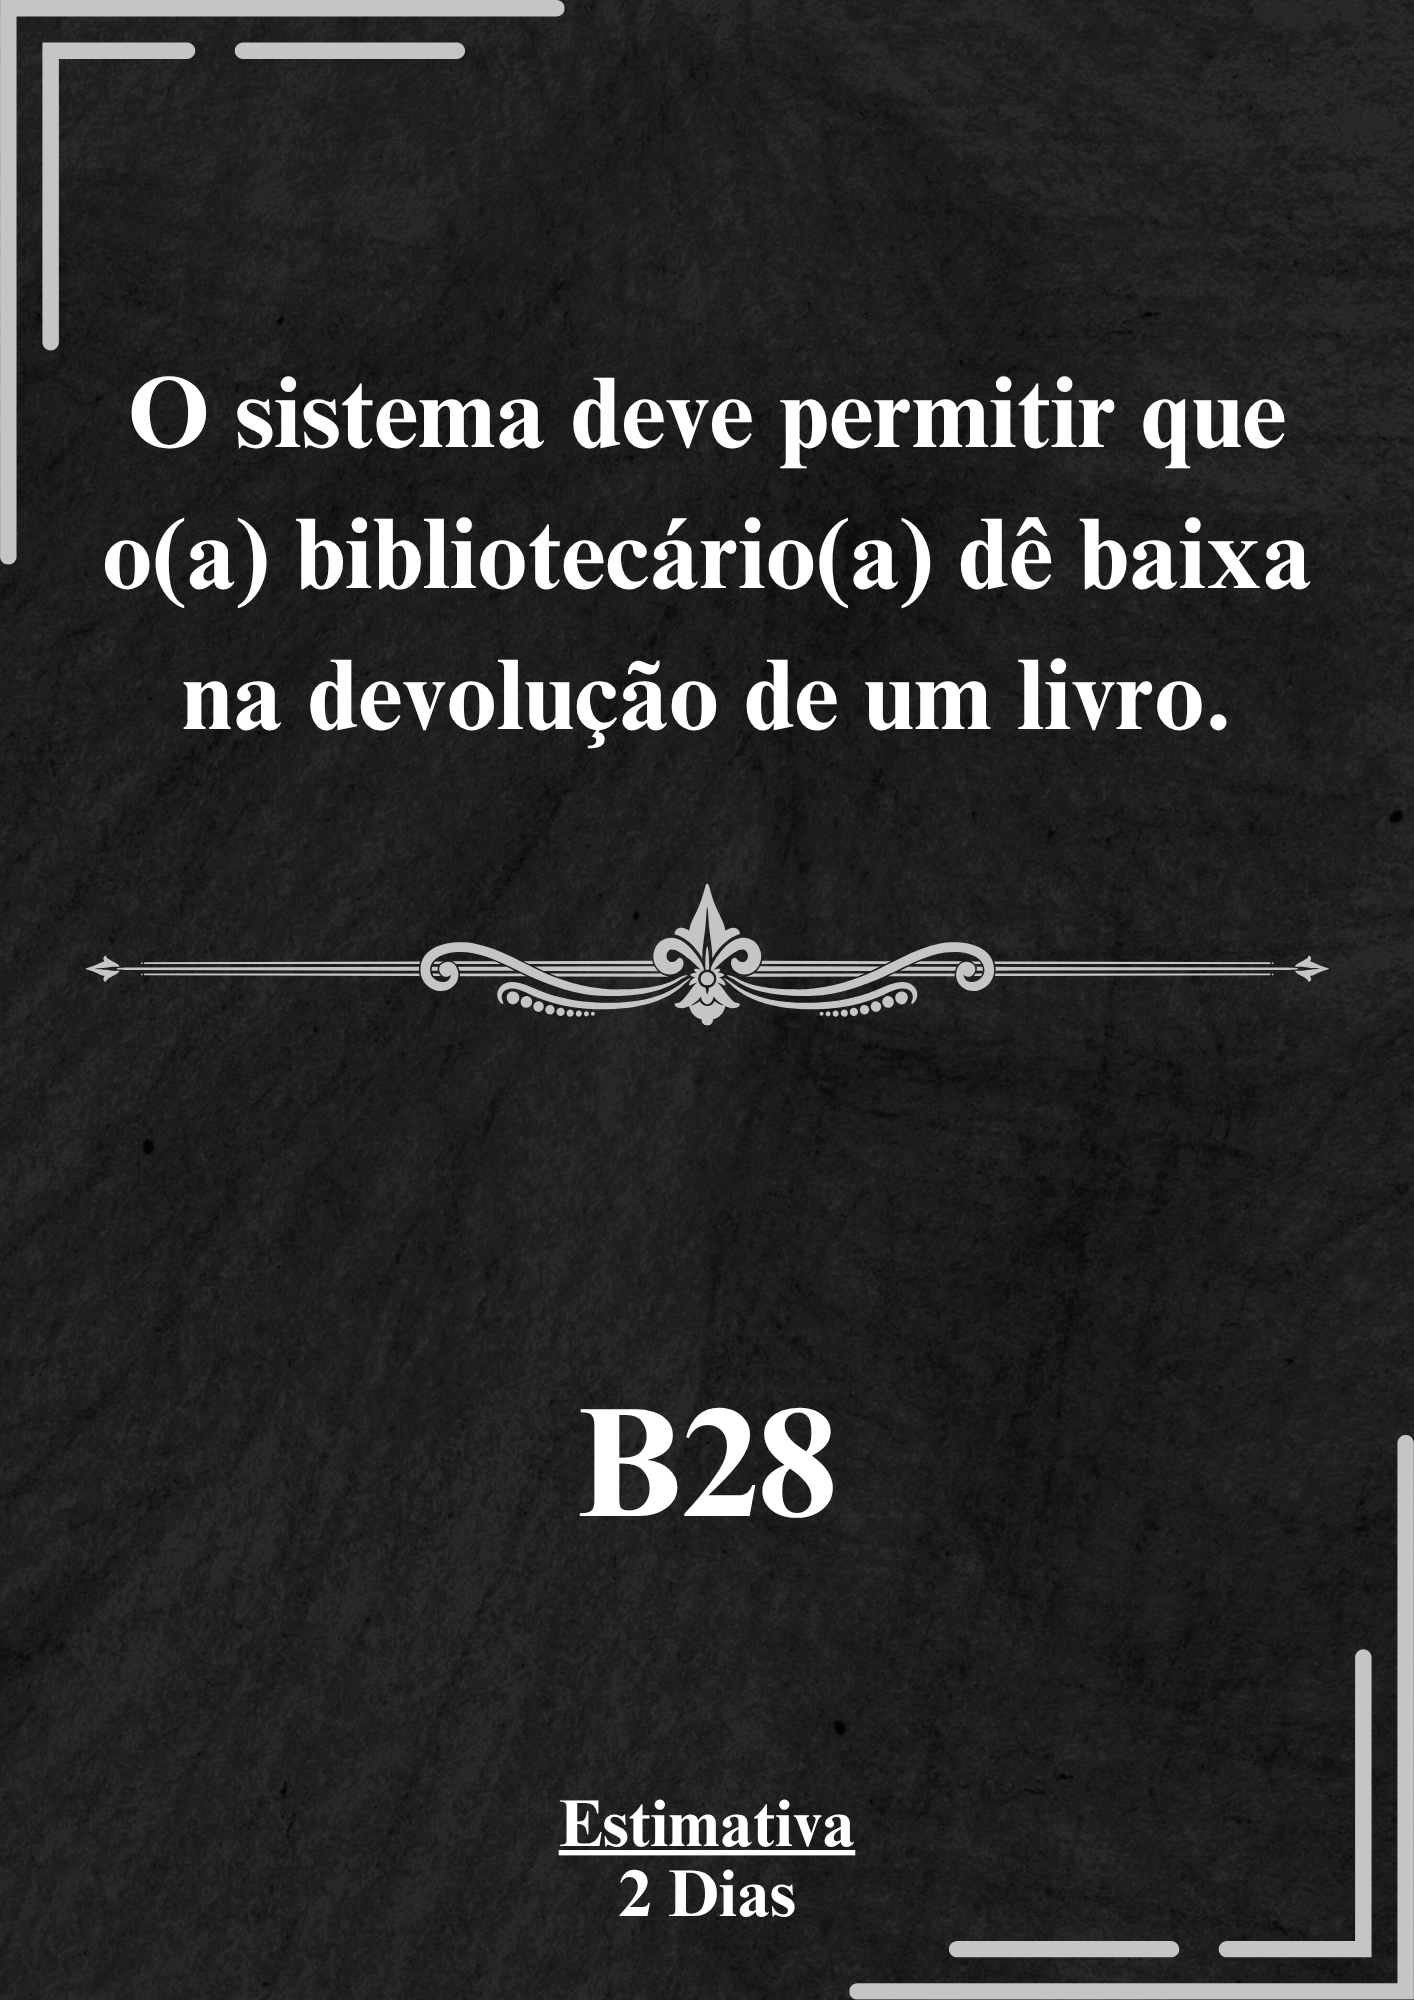 O sistema deve permitir que
o(a) bibliotecário(a) dê baixa
na devolução de um livro.
B28
Estimativa
2 Dias